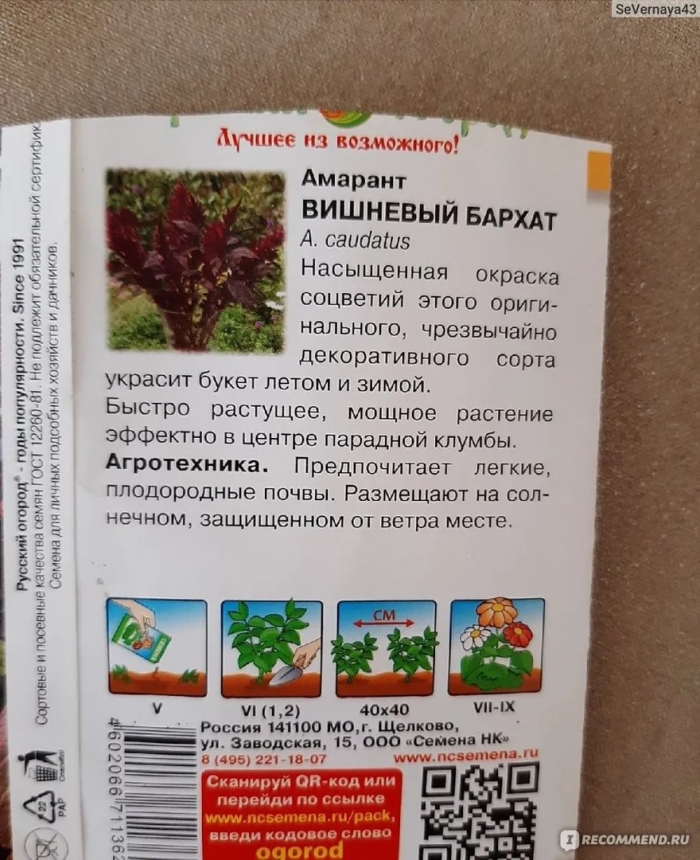 SeVernaya43
Лучшее из возможного!
Амарант
ВИШНЕВЫЙ БАРХАТ
A. caudatus
Насыщенная окраска
соцветий этого ориги-
нального, чрезвычайно
декоративного сорта
украсит букет летом и зимой.
Быстро растущее, мощное растение
эффектно в центре парадной клумбы.
Агротехника. Предпочитает легкие,
плодородные почвы. Размещают на сол-
нечном, защищенном от ветра месте.
СМ
V
VI (1,2)
40х40
VII-IX
Россия 141100 МО,г. Щелково,
ул. Заводская, 15, ООО «Семена НК»
8 (495) 221-18-07 www.ncsemena.ru
Сканируй QR-код или
перейди по ссылке
www.ncsemena.ru/pack,
введи кодовое слово
ogorod
4602066711362
Русский огород® - годы популярности. Since 1991
Сортовые и посевные качества семян ГОСТ 12260-81. Не подлежит обязательной сертифик
Семена для личных подсобных хозяйств и дачников.
22
PAP
Спасибо!
IRECOMMEND.RU